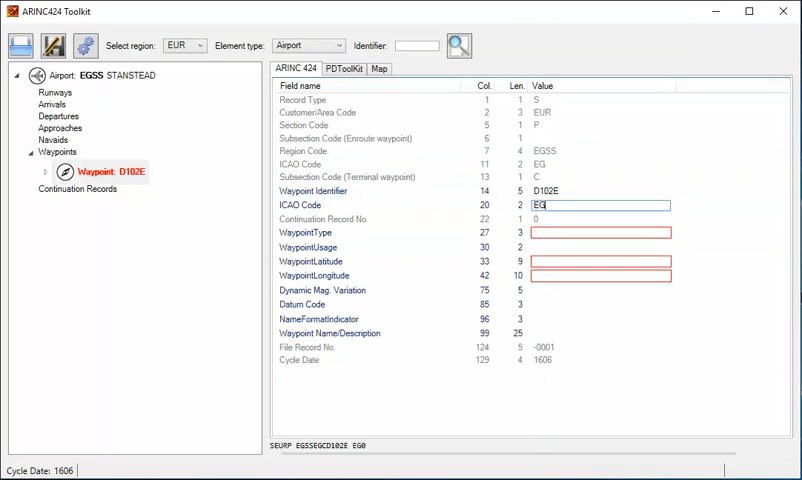 ARINC424 Toolkit
Select region: EUR Element type: Airport Identifier:
Airport: EGSS STANSTEAD
Runways
Arrivals
Departures
Approaches
Navaids
Waypoints
Waypoint: D102E
Continuation Records
ARINC 424 PDToolKit Map
Field name Col. Len. Value
Record Type 1 1 S
Customer/Area Code 2 3 EUR
Section Code 5 1 P
Subsection Code (Enroute waypoint) 6 1
Region Code 7 4 EGSS
ICAO Code 11 2 EG
Subsection Code (Terminal waypoint) 13 1 C
Waypoint Identifier 14 5 D102E
ICAO Code 20 2 EG
Continuation Record No. 22 1 0
WaypointType 27 3
WaypointUsage 30 2
WaypointLatitude 33 9
WaypointLongitude 42 10
Dynamic Mag. Variation 75 5
Datum Code 85 3
NameFormatIndicator 96 3
Waypoint Name/Description 99 25
File Record No. 124 5 -0001
Cycle Date 129 4 1606
SEURP EGSSEGCD102E EG0
Cycle Date: 1606